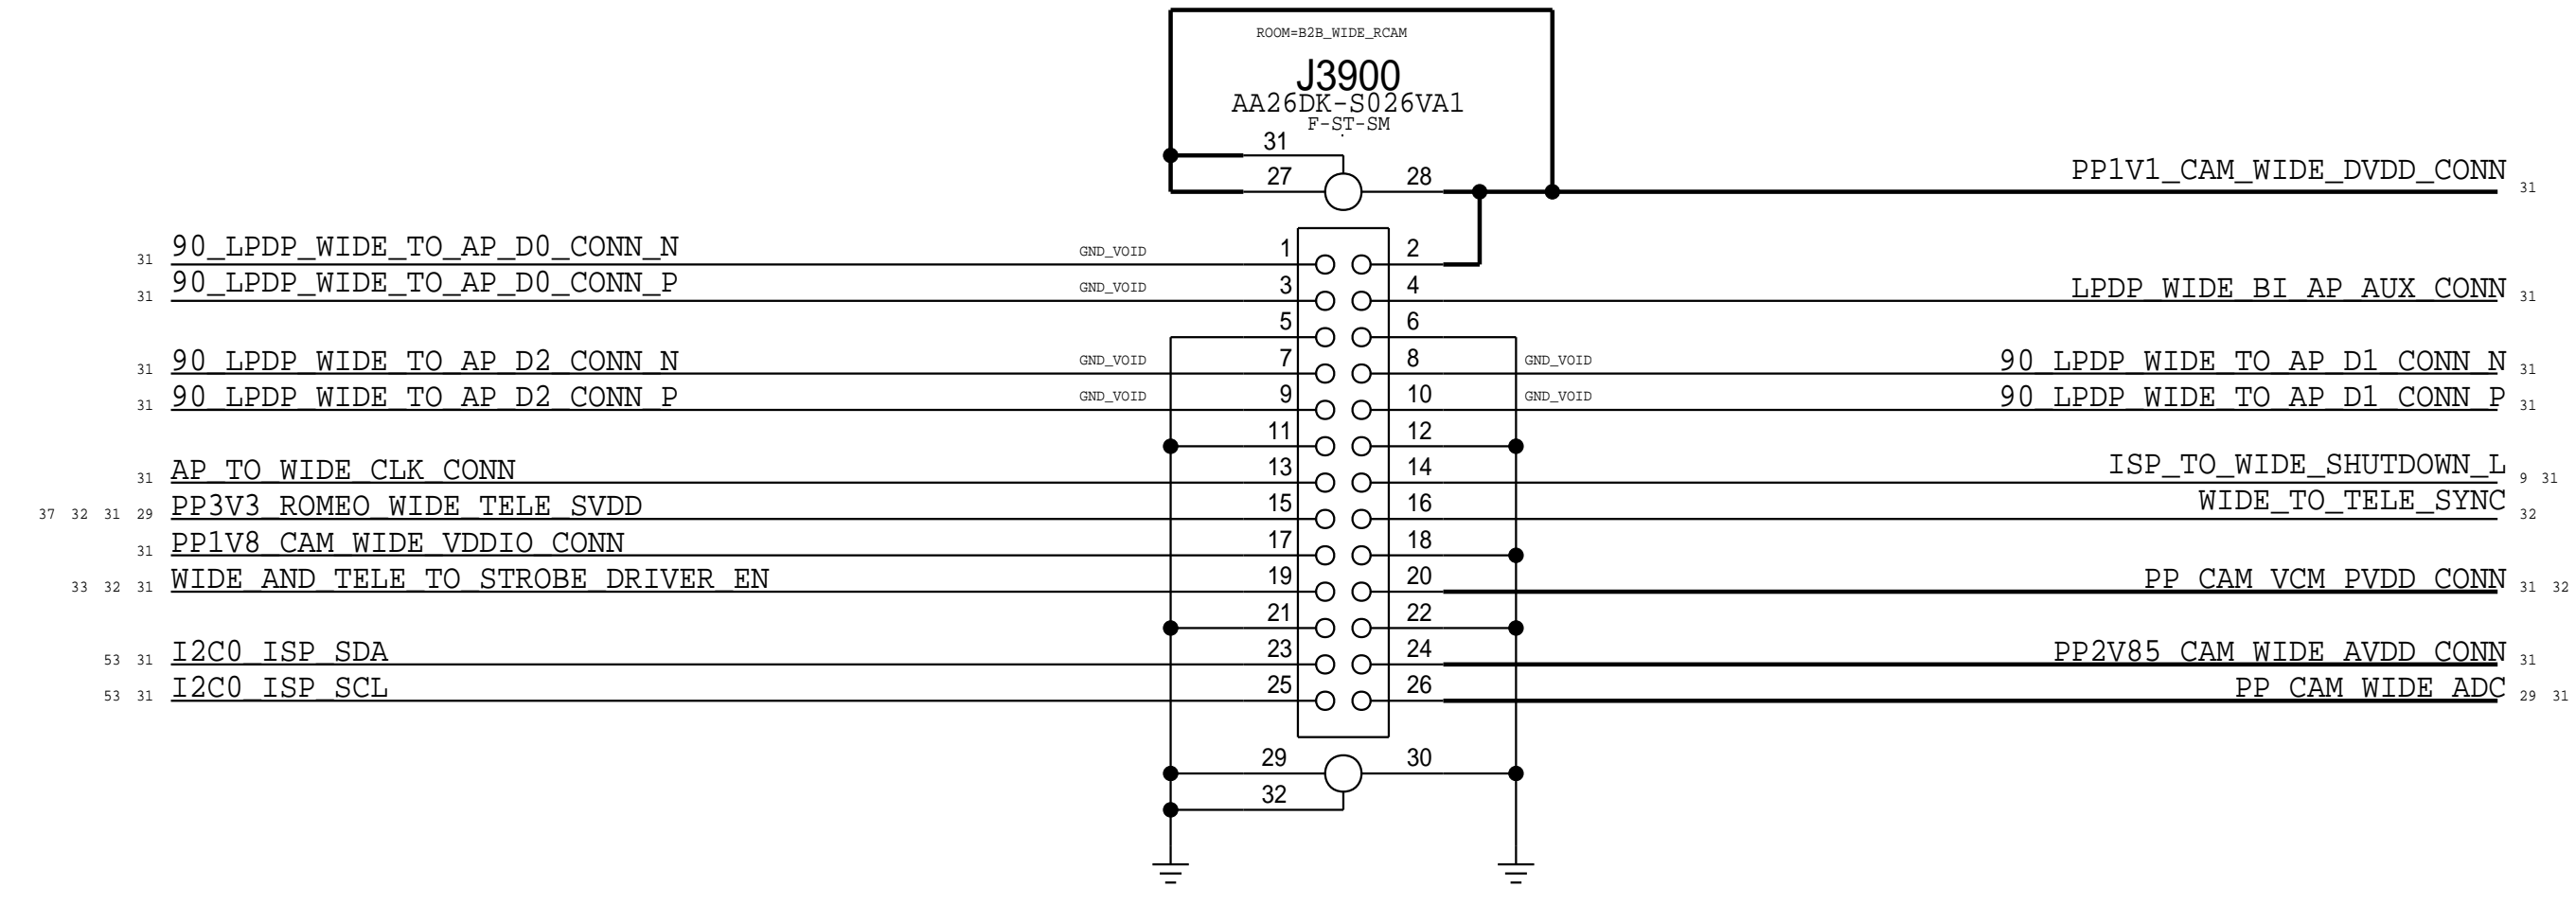 ROOM=B2B_WIDE_RCAM
J3900
AA26DK-S026VA1
F-ST-SM
31
27 28 PP1V1_CAM_WIDE_DVDD_CONN 31
31 90_LPDP_WIDE_TO_AP_D0_CONN_N GND_VOID 1 2
31 90_LPDP_WIDE_TO_AP_D0_CONN_P GND_VOID 3 4 LPDP_WIDE_BI_AP_AUX_CONN 31
5 6
31 90_LPDP_WIDE_TO_AP_D2_CONN_N GND_VOID 7 8 GND_VOID 90_LPDP_WIDE_TO_AP_D1_CONN_N 31
31 90_LPDP_WIDE_TO_AP_D2_CONN_P GND_VOID 9 10 GND_VOID 90_LPDP_WIDE_TO_AP_D1_CONN_P 31
11 12
31 AP_TO_WIDE_CLK_CONN 13 14 ISP_TO_WIDE_SHUTDOWN_L 9 31
37 32 31 29 PP3V3_ROMEO_WIDE_TELE_SVDD 15 16 WIDE_TO_TELE_SYNC 32
31 PP1V8_CAM_WIDE_VDDIO_CONN 17 18
33 32 31 WIDE_AND_TELE_TO_STROBE_DRIVER_EN 19 20 PP_CAM_VCM_PVDD_CONN 31 32
21 22
53 31 I2C0_ISP_SDA 23 24 PP2V85_CAM_WIDE_AVDD_CONN 31
53 31 I2C0_ISP_SCL 25 26 PP_CAM_WIDE_ADC 29 31
29 30
32